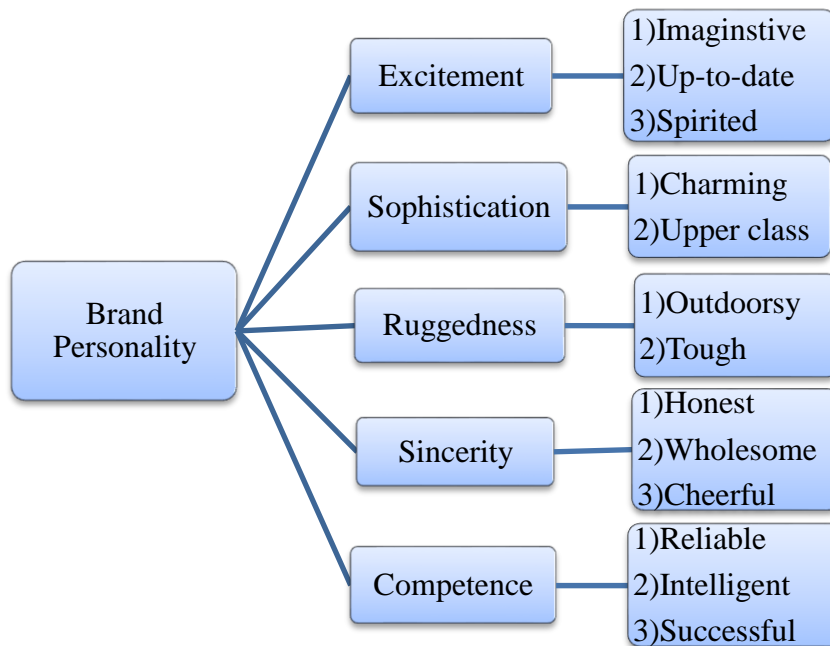 Brand
Personality
Excitement
1)Imaginstive
2)Up-to-date
3)Spirited
Sophistication
1)Charming
2)Upper class
Ruggedness
1)Outdoorsy
2)Tough
Sincerity
1)Honest
2)Wholesome
3)Cheerful
Competence
1)Reliable
2)Intelligent
3)Successful